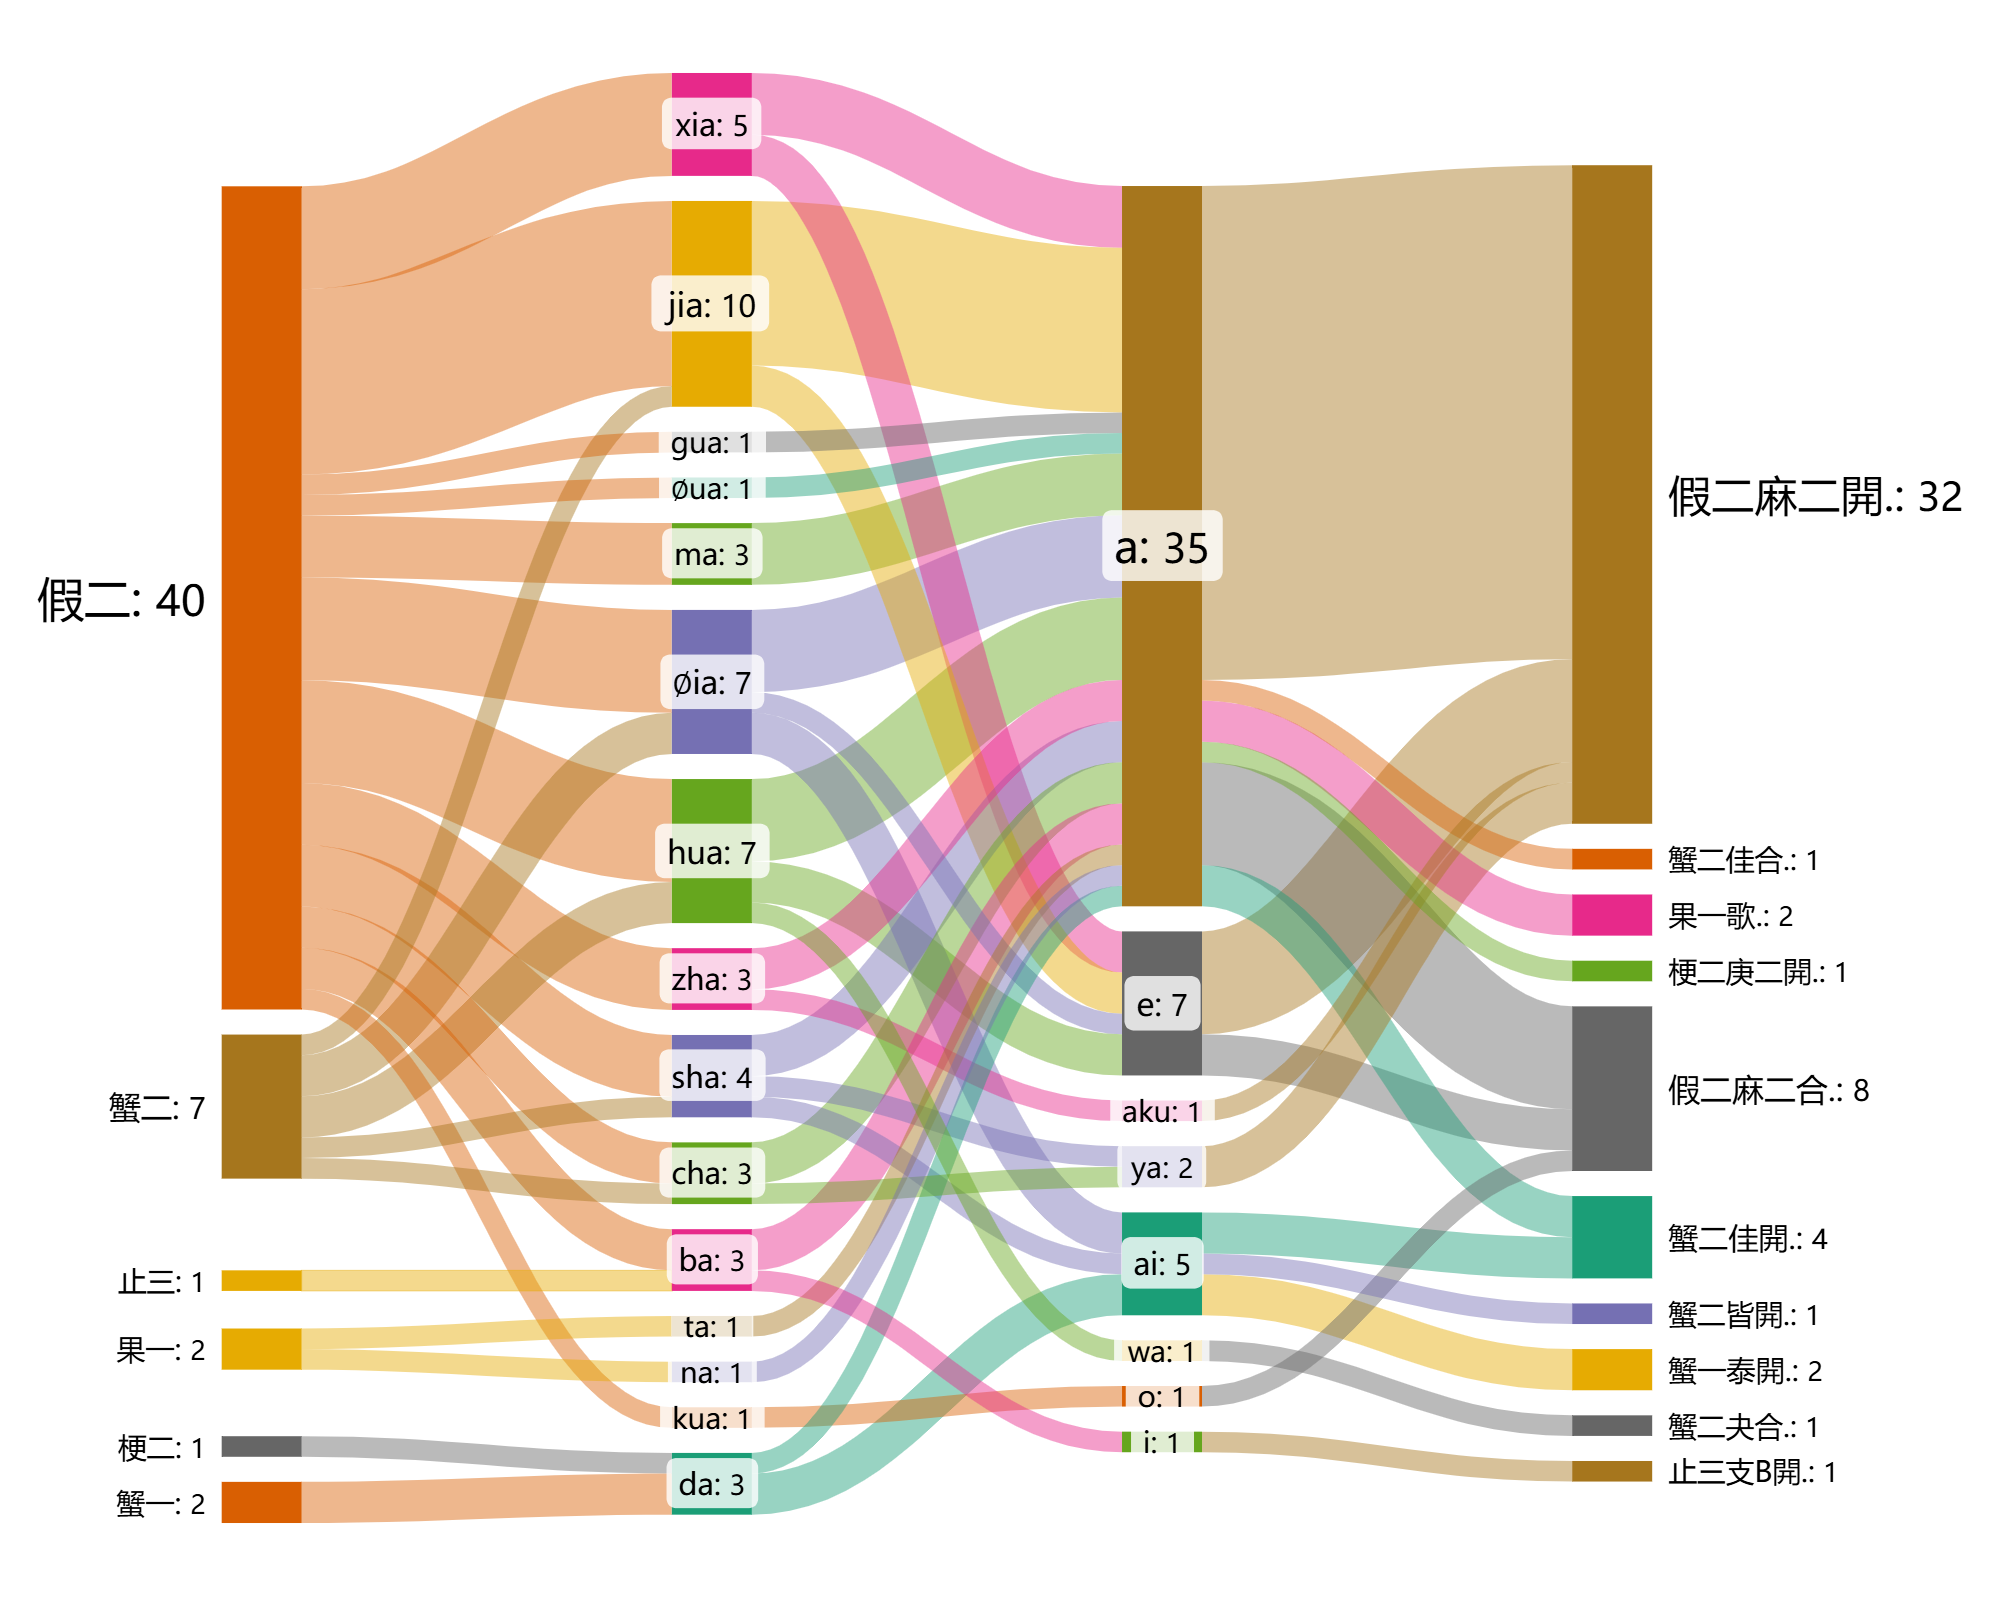 假二: 40
蟹二: 7
止三: 1
果一: 2
梗二: 1
蟹一: 2
xia: 5
jia: 10
gua: 1
Øua: 1
ma: 3
Øia: 7
hua: 7
zha: 3
sha: 4
cha: 3
ba: 3
ta: 1
na: 1
kua: 1
da: 3
a: 35
e: 7
aku: 1
ya: 2
ai: 5
wa: 1
o: 1
i: 1
假二麻二開.: 32
蟹二佳合.: 1
果一歌.: 2
梗二庚二開.: 1
假二麻二合.: 8
蟹二佳開.: 4
蟹二皆開.: 1
蟹一泰開.: 2
蟹二夬合.: 1
止三支B開.: 1